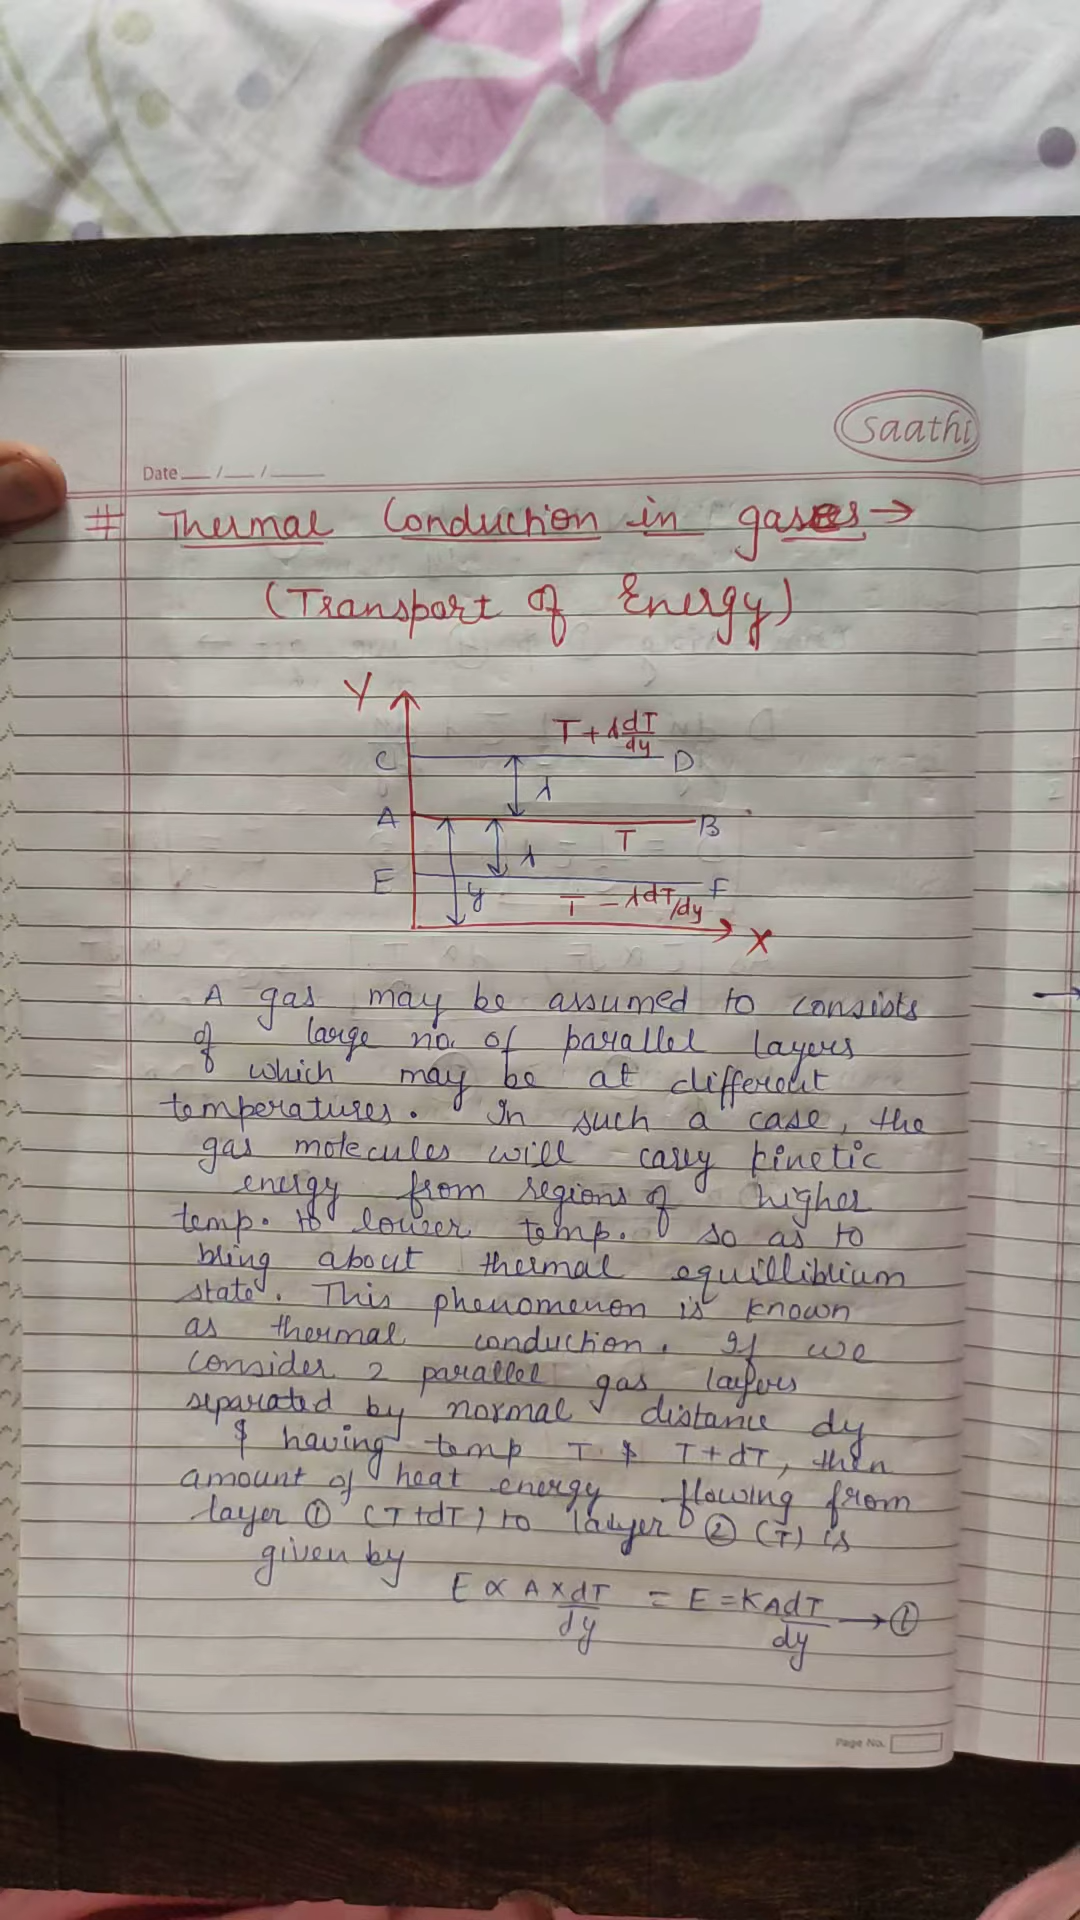 saathi
Date __/__/____
# Thermal Conduction in gases →
(Transport of Energy)
Y
T + λ dT/dy
C D
λ
A B
T
λ
E F
y
T - λ dT/dy
X
A gas may be assumed to consists
of large no. of parallel layers
which may be at different
temperatures. In such a case, the
gas molecules will carry kinetic
energy from regions of higher
temp. to lower temp. so as to
bring about thermal equillibrium
state. This phenomenon is known
as thermal conduction. If we
consider 2 parallel gas layers
separated by normal distance dy
& having temp T & T+dT, then
amount of heat energy flowing from
layer ① (T+dT) to layer ② (T) is
given by
E ∝ A x dT/dy = E = KA dT/dy → ①
Page No.